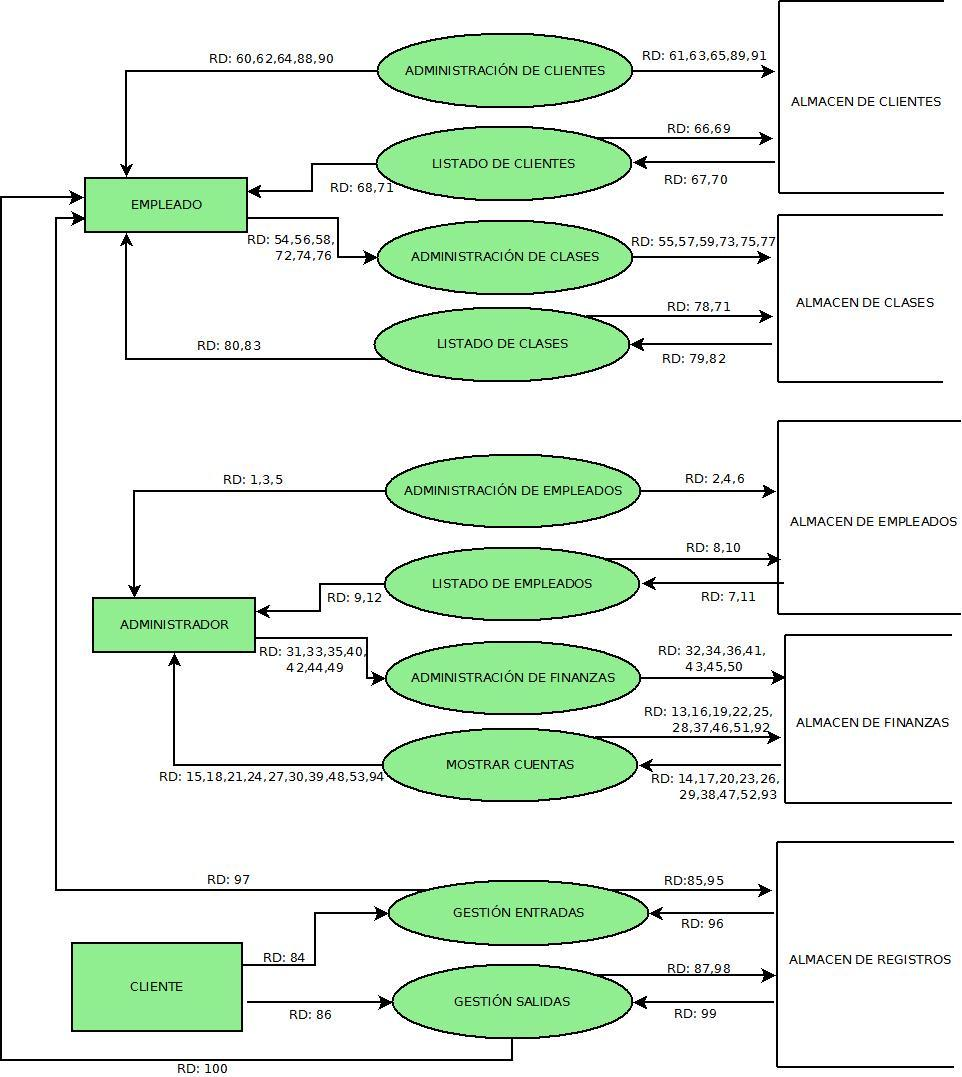 RD: 60,62,64,88,90
ADMINISTRACIÓN DE CLIENTES
RD: 61,63,65,89,91
ALMACEN DE CLIENTES
RD: 66,69
LISTADO DE CLIENTES
RD: 68,71
RD: 67,70
EMPLEADO
RD: 54,56,58,
72,74,76
ADMINISTRACIÓN DE CLASES
RD: 55,57,59,73,75,77
ALMACEN DE CLASES
RD: 78,71
LISTADO DE CLASES
RD: 80,83
RD: 79,82
RD: 1,3,5
ADMINISTRACIÓN DE EMPLEADOS
RD: 2,4,6
ALMACEN DE EMPLEADOS
RD: 8,10
LISTADO DE EMPLEADOS
RD: 9,12
RD: 7,11
ADMINISTRADOR
RD: 31,33,35,40,
42,44,49
ADMINISTRACIÓN DE FINANZAS
RD: 32,34,36,41,
43,45,50
ALMACEN DE FINANZAS
RD: 13,16,19,22,25,
28,37,46,51,92
MOSTRAR CUENTAS
RD: 15,18,21,24,27,30,39,48,53,94
RD: 14,17,20,23,26,
29,38,47,52,93
RD: 97
RD:85,95
GESTIÓN ENTRADAS
RD: 96
RD: 84
CLIENTE
ALMACEN DE REGISTROS
RD: 87,98
GESTIÓN SALIDAS
RD: 86
RD: 99
RD: 100